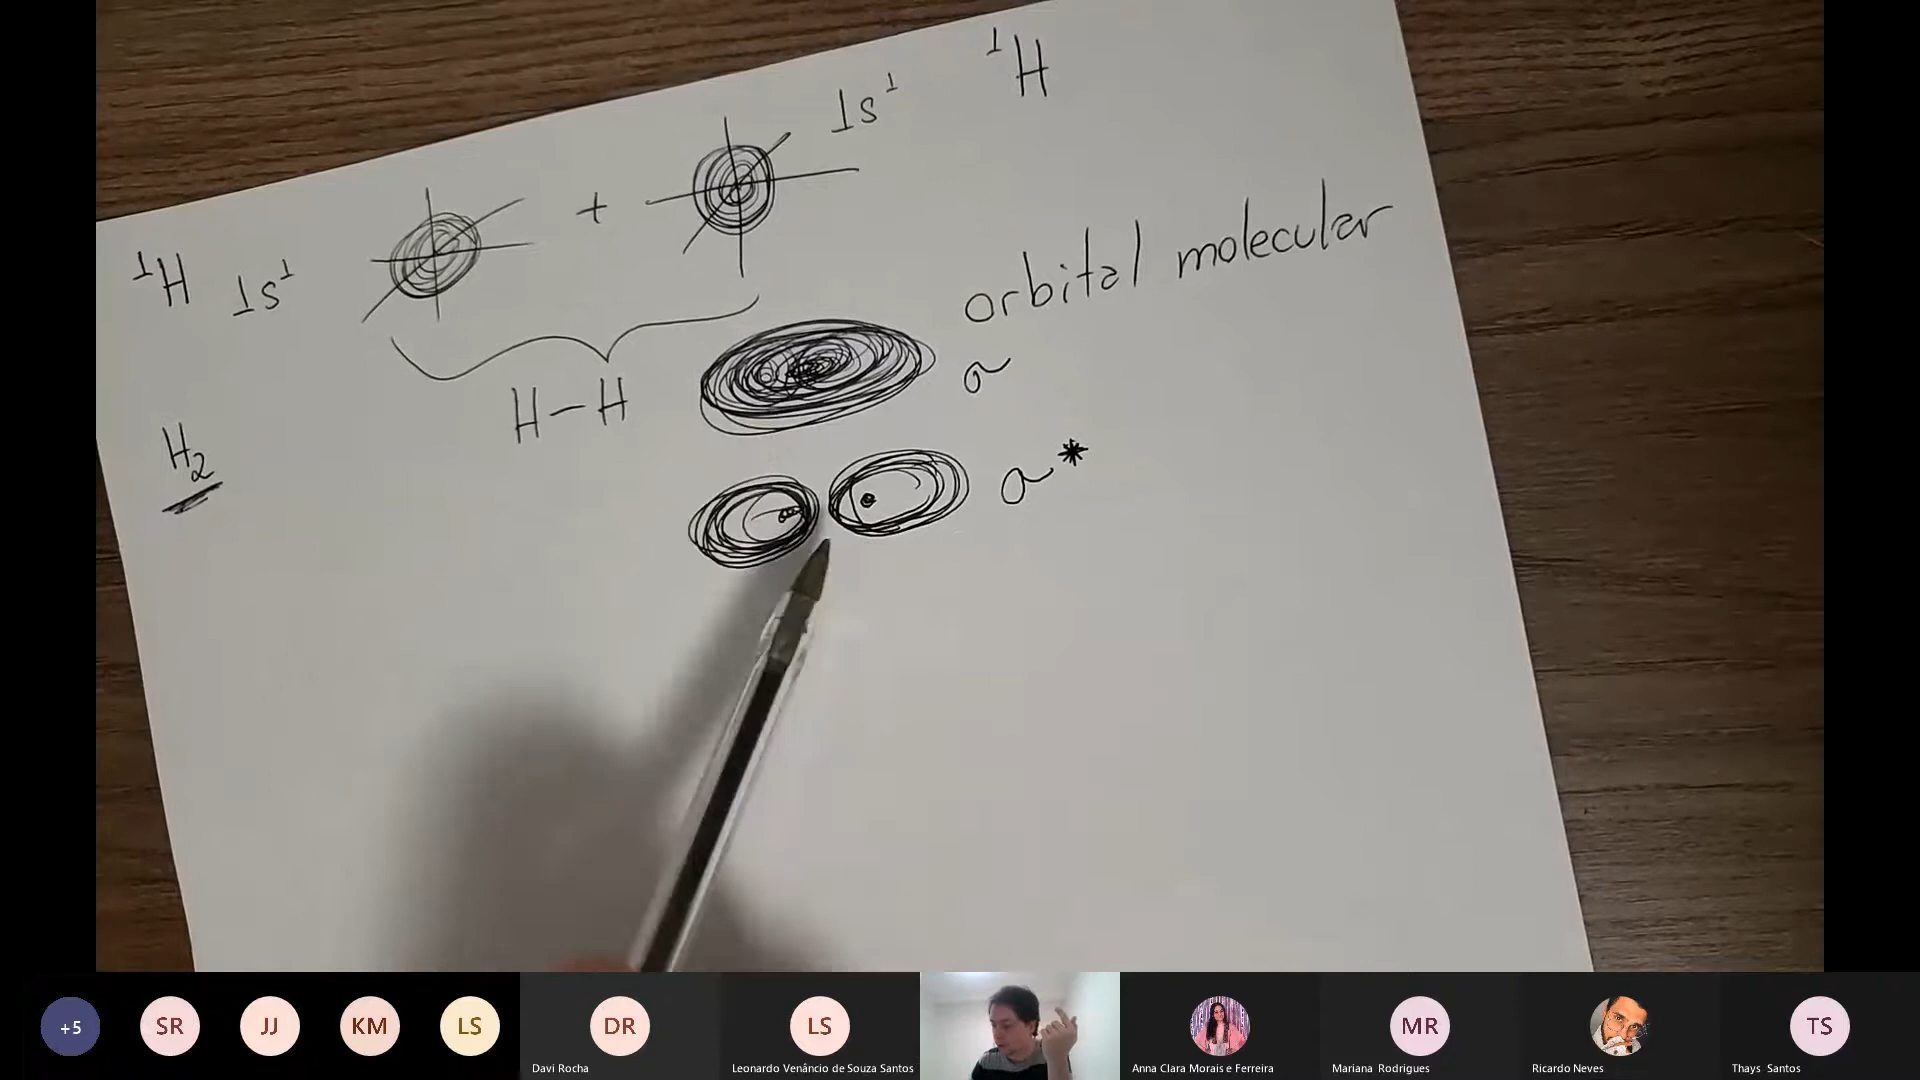 ¹H
1s¹
+
1s¹
¹H
orbital molecular
H-H
σ
H₂
σ*
+5
SR
JJ
KM
LS
DR
LS
MR
TS
Davi Rocha
Leonardo Venâncio de Souza Santos
Anna Clara Morais e Ferreira
Mariana Rodrigues
Ricardo Neves
Thays Santos